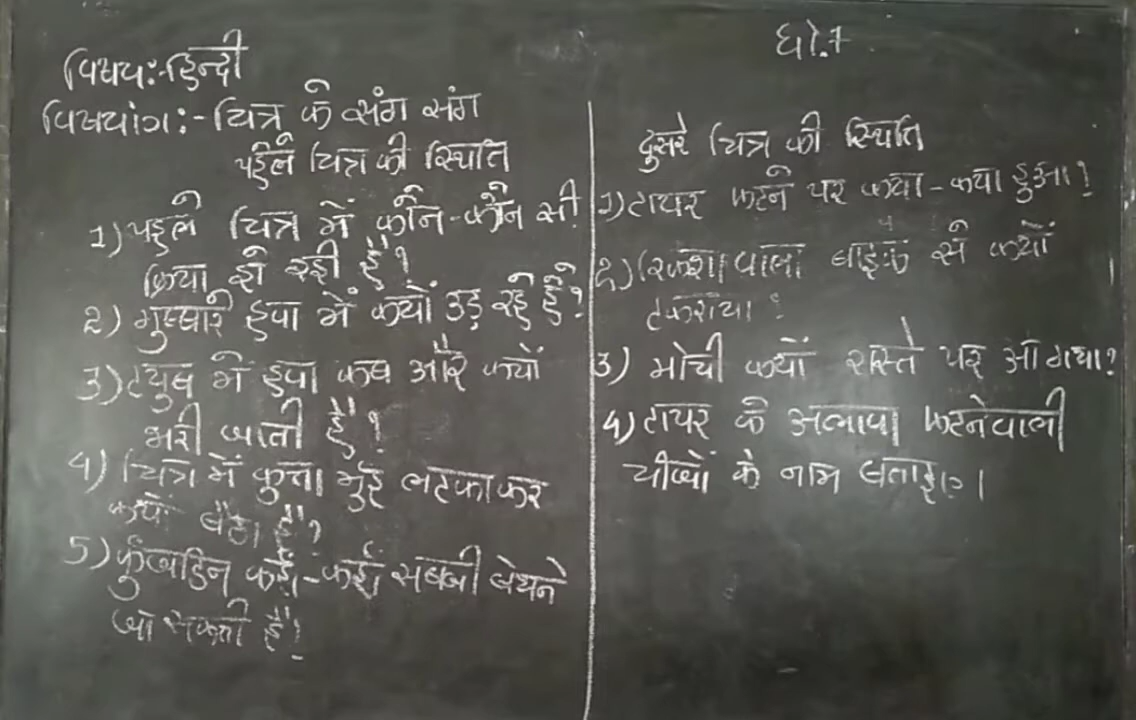 धो.7
विषय:-हिन्दी
विषयांग:-चित्र के संग संग
पहले चित्र की स्थिति
1) पहले चित्र में कौन-कौन सी
क्रिया हो रही हैं?
2) गुब्बारे हवा में क्यों उड़ रहे हैं?
3) ट्युब में हवा कब और क्यों
भरी जाती हैं?
4) चित्र में कुत्ता मुँह लटकाकर
क्यों बैठा हैं?
5) कुंजडिन कहाँ-कहाँ सब्जी बेचने
जा सकती हैं?
दुसरे चित्र की स्थिति
1) टायर फटने पर क्या-क्या हुआ?
2) रिक्शावाला बाइक से क्यों
टकराया?
3) मोची क्यों रास्ते पर आ गया?
4) टायर के अलावा फटनेवाली
चीजों के नाम बताइए।